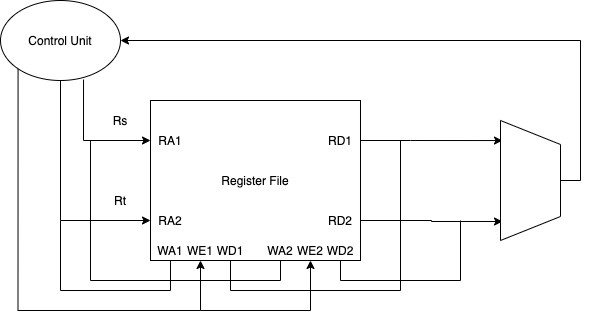 Control Unit
Rs
RA1
RD1
Register File
Rt
RA2
RD2
WA1 WE1 WD1 WA2 WE2 WD2